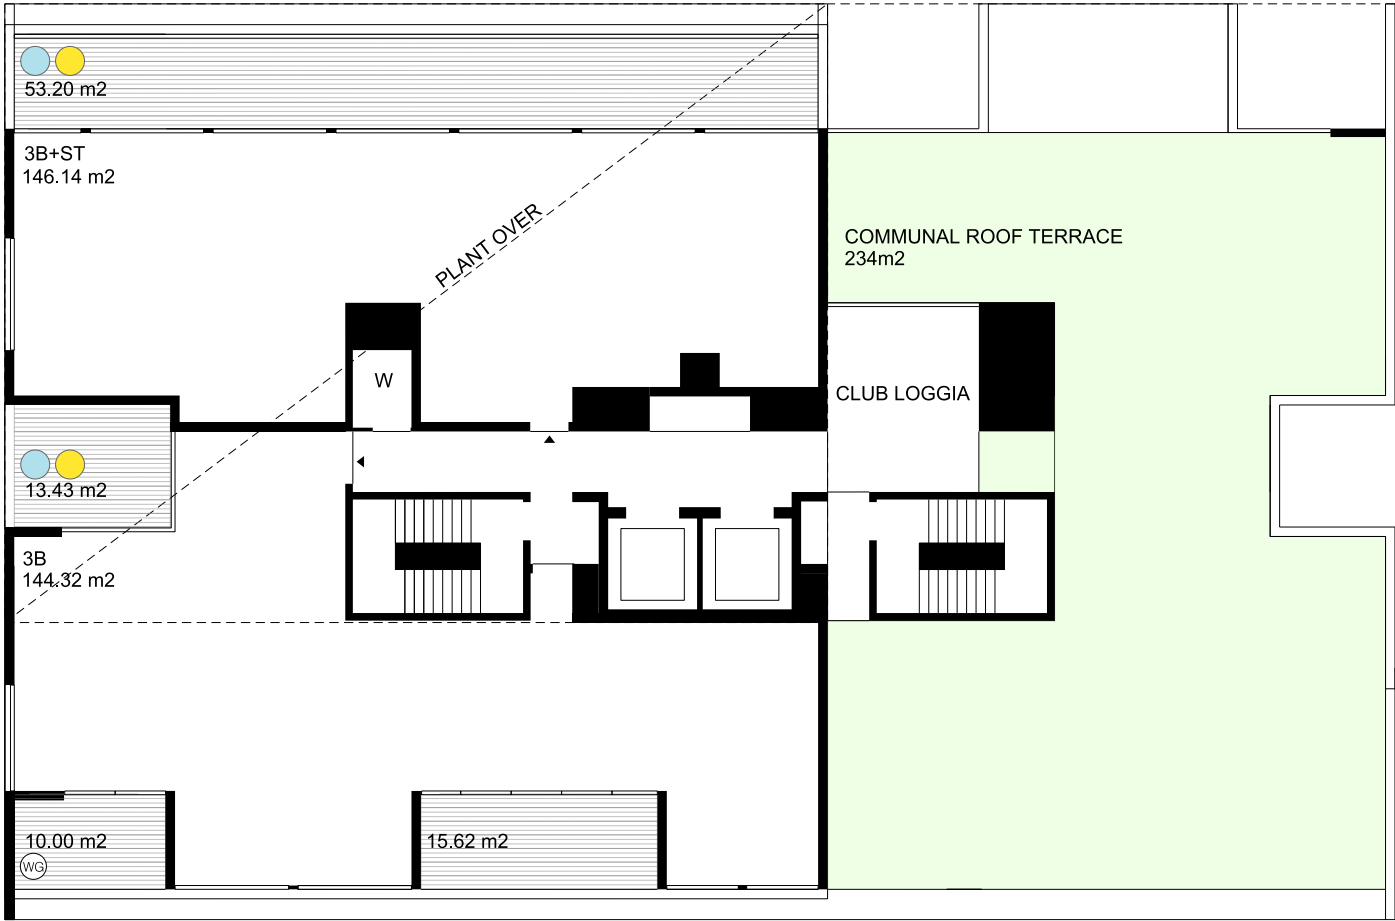 53.20 m2
3B+ST
146.14 m2
PLANT OVER
COMMUNAL ROOF TERRACE
234m2
W
CLUB LOGGIA
13.43 m2
3B
144.32 m2
10.00 m2
WG
15.62 m2